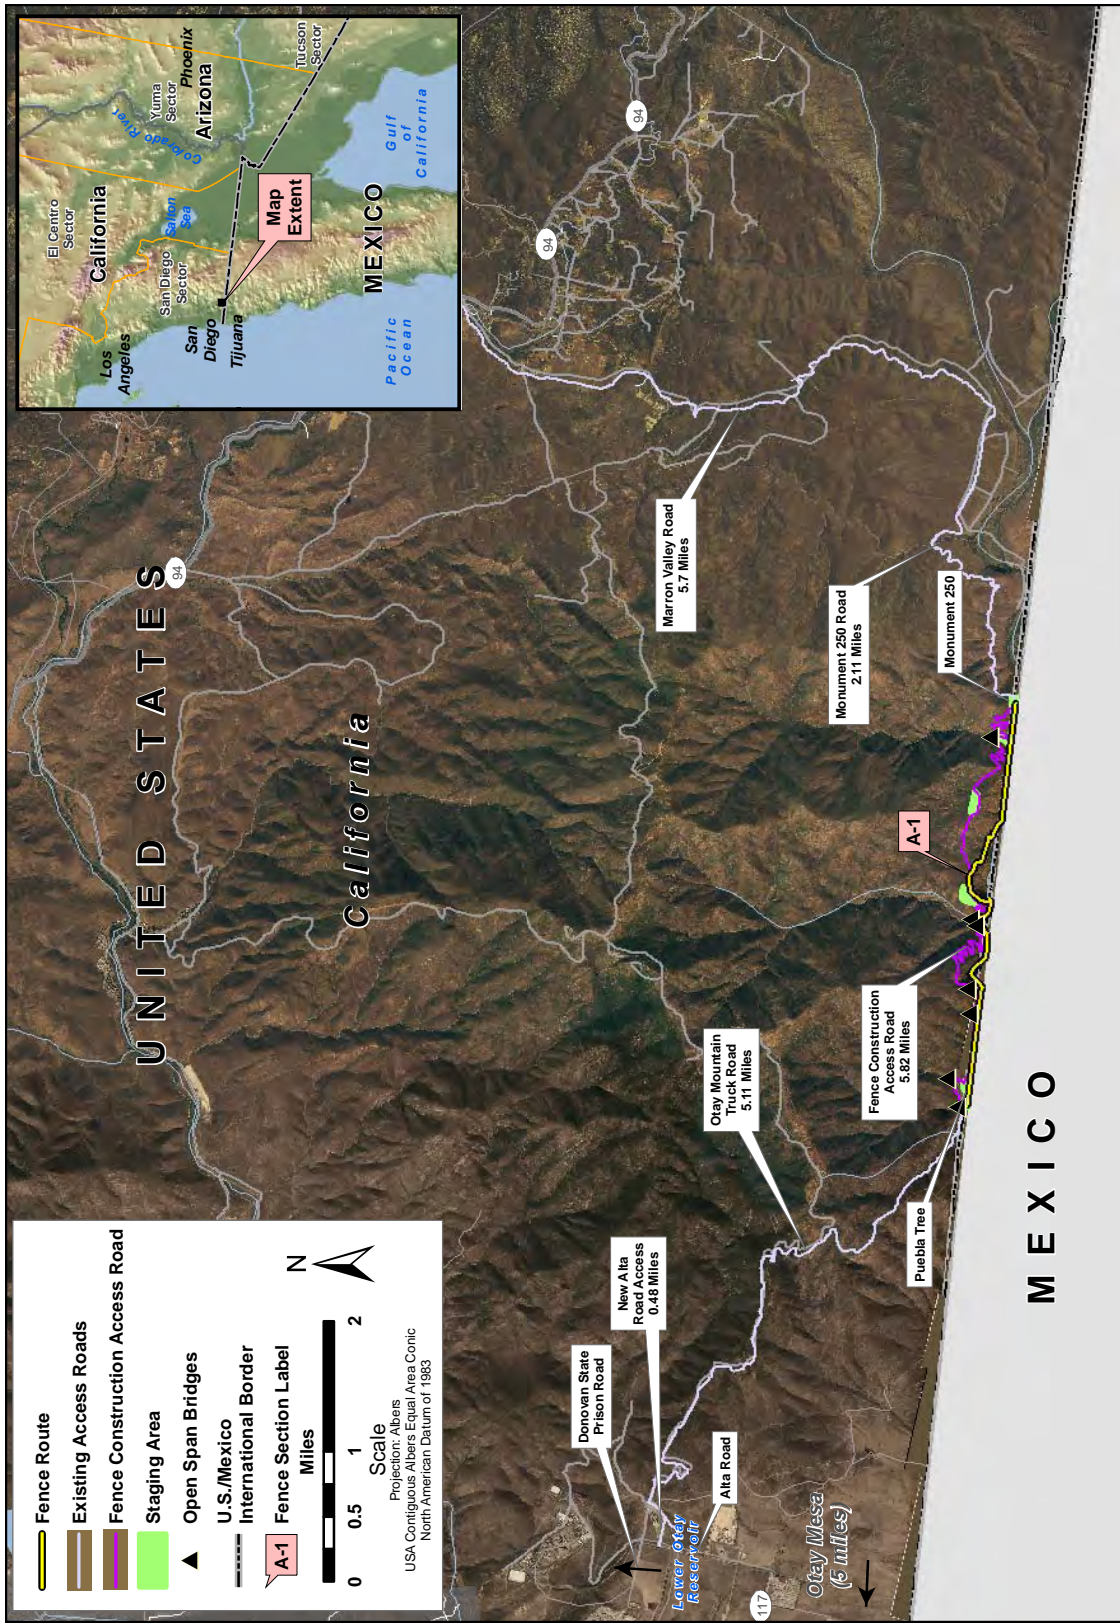 Fence Route
Existing Access Roads
Fence Construction Access Road
Staging Area
Open Span Bridges
U.S./Mexico
International Border
A-1
Fence Section Label
Miles
0
0.5
1
2
Scale
Projection: Albers
USA Contiguous Albers Equal Area Conic
North American Datum of 1983
N
UNITED STATES
California
94
94
94
117
Donovan State
Prison Road
New Alta
Road Access
0.48 Miles
Alta Road
Lower Otay
Reservoir
Otay Mesa
(5 miles)
Otay Mountain
Truck Road
5.11 Miles
Puebla Tree
Fence Construction
Access Road
5.82 Miles
A-1
Marron Valley Road
5.7 Miles
Monument 250 Road
2.11 Miles
Monument 250
MEXICO
Los
Angeles
El Centro
Sector
California
San Diego
Sector
Salton
Sea
San
Diego
Tijuana
Pacific
Ocean
Colorado River
Yuma
Sector
Phoenix
Arizona
Tucson
Sector
Map
Extent
MEXICO
Gulf
of
California